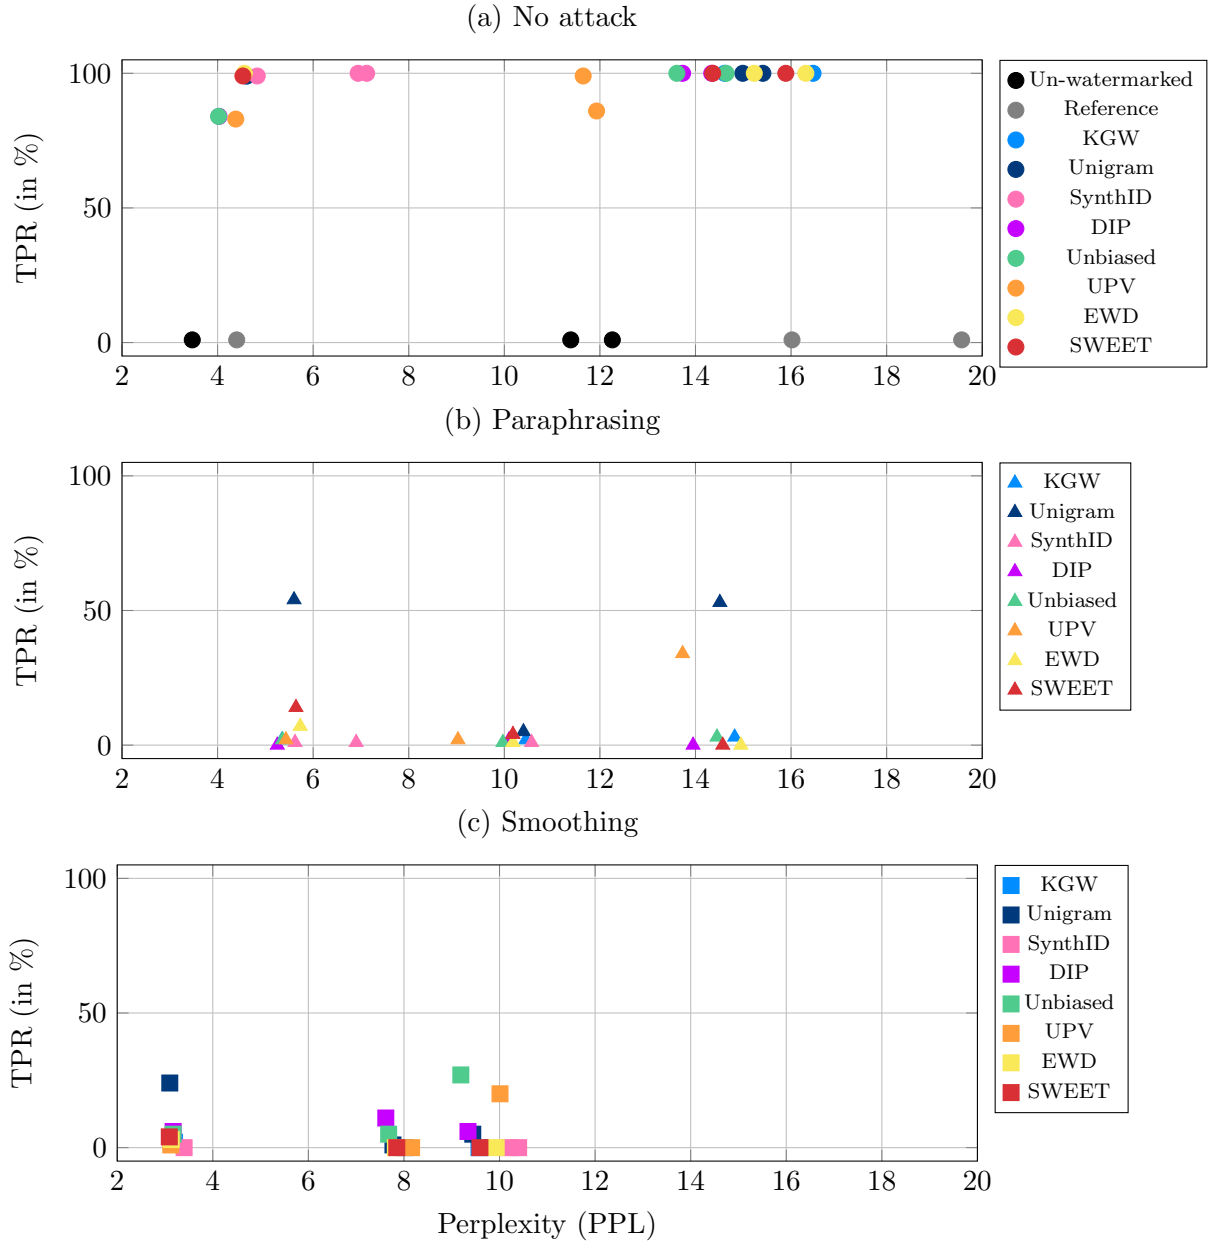 (a) No attack
TPR (in %)
100
50
0
2 4 6 8 10 12 14 16 18 20
Un-watermarked
Reference
KGW
Unigram
SynthID
DIP
Unbiased
UPV
EWD
SWEET
(b) Paraphrasing
TPR (in %)
100
50
0
2 4 6 8 10 12 14 16 18 20
KGW
Unigram
SynthID
DIP
Unbiased
UPV
EWD
SWEET
(c) Smoothing
TPR (in %)
100
50
0
2 4 6 8 10 12 14 16 18 20
Perplexity (PPL)
KGW
Unigram
SynthID
DIP
Unbiased
UPV
EWD
SWEET